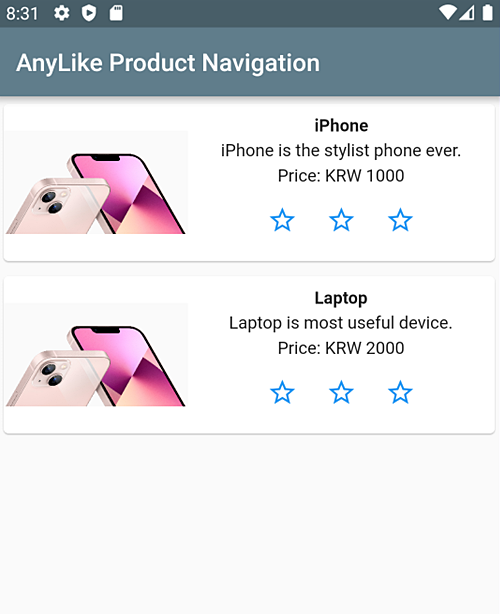 8:31
AnyLike Product Navigation
iPhone
iPhone is the stylist phone ever.
Price: KRW 1000
Laptop
Laptop is most useful device.
Price: KRW 2000